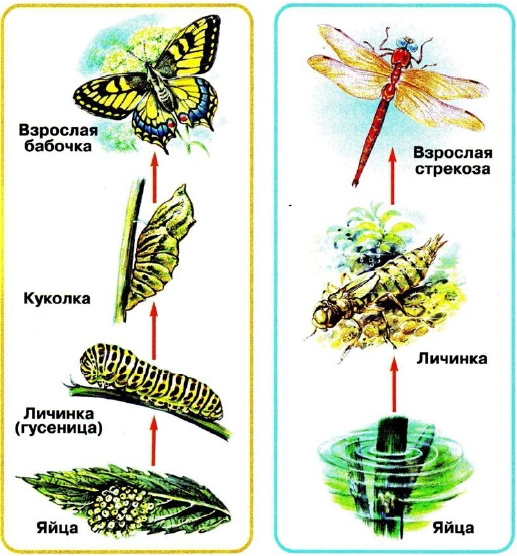 Взрослая
бабочка
Куколка
Личинка
(гусеница)
Яйца
Взрослая
стрекоза
Личинка
Яйца